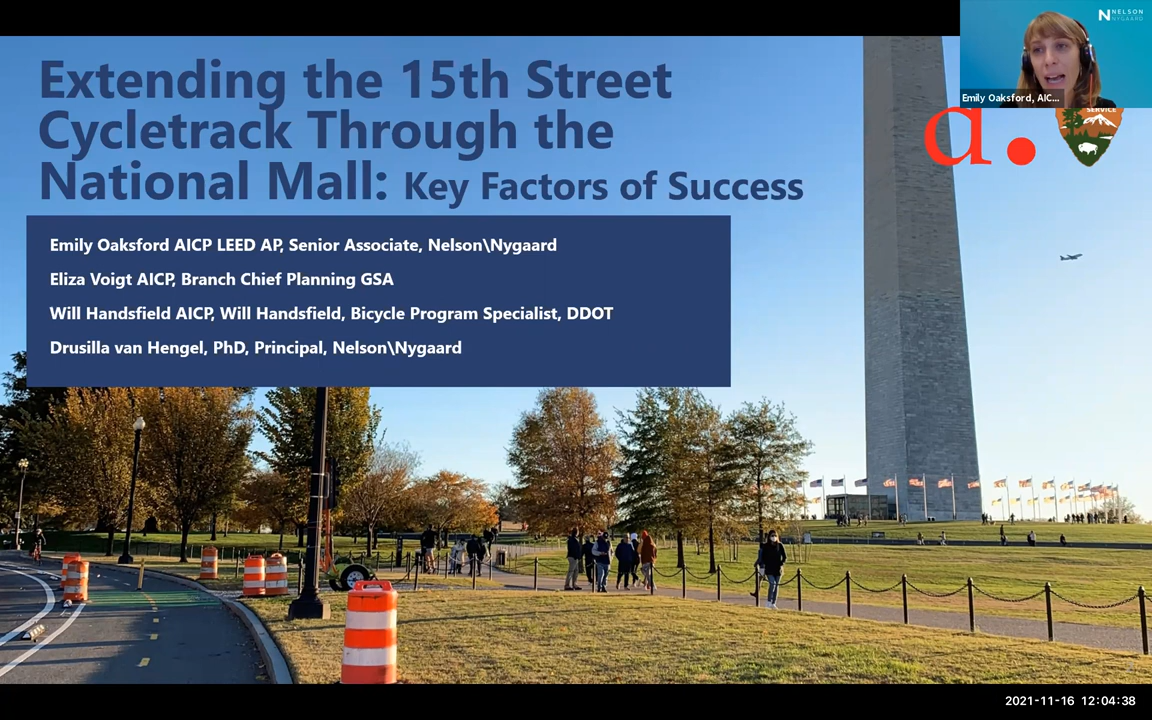 NELSON
NYGAARD
Emily Oaksford, AIC...
Extending the 15th Street
Cycletrack Through the
National Mall: Key Factors of Success
d.
SERVICE
Emily Oaksford AICP LEED AP, Senior Associate, Nelson\Nygaard
Eliza Voigt AICP, Branch Chief Planning GSA
Will Handsfield AICP, Will Handsfield, Bicycle Program Specialist, DDOT
Drusilla van Hengel, PhD, Principal, Nelson\Nygaard
2021-11-16 12:04:38